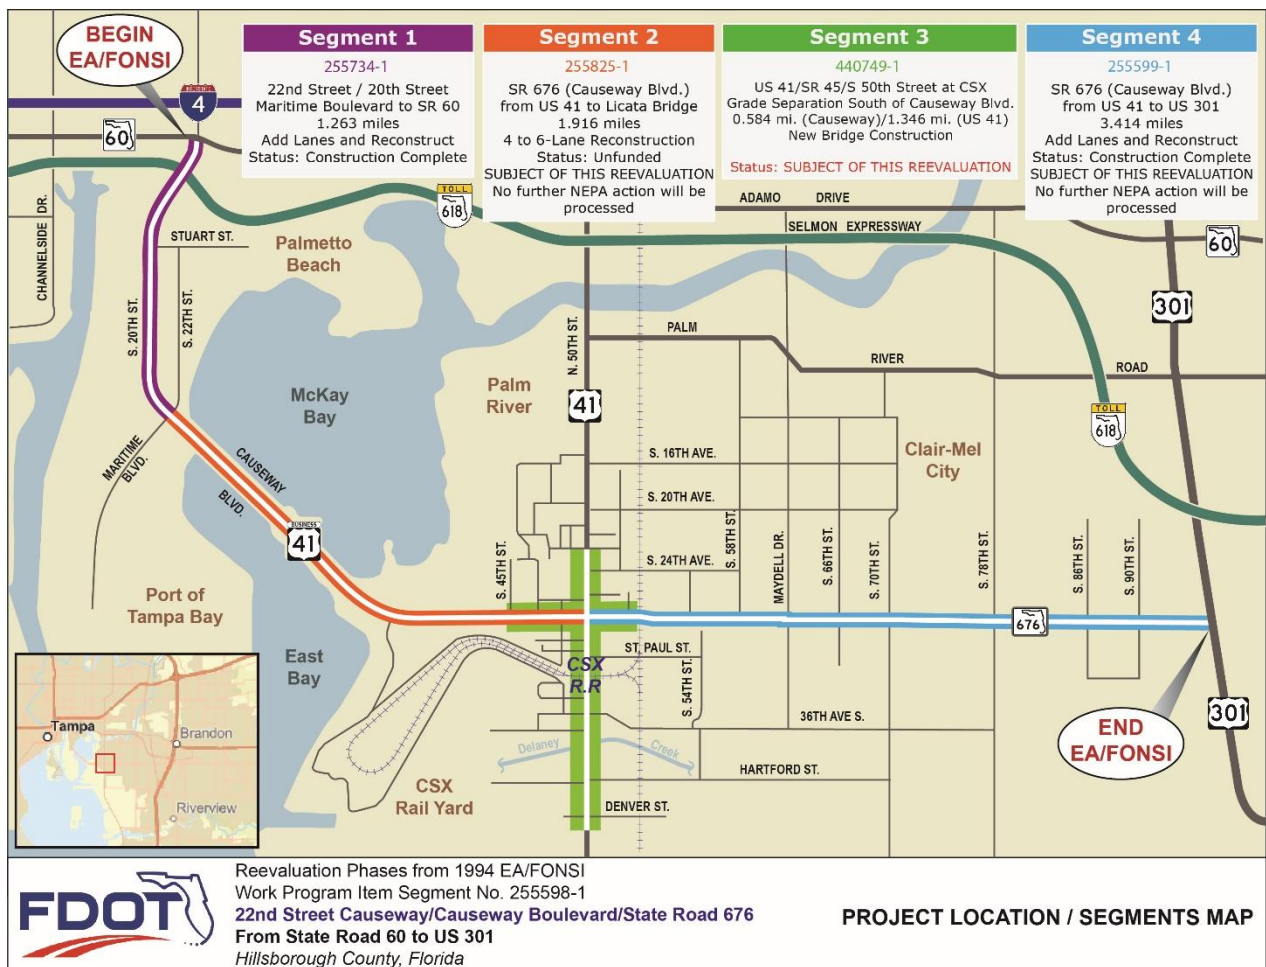 BEGIN
EA/FONSI
Segment 1
255734-1
22nd Street / 20th Street
Maritime Boulevard to SR 60
1.263 miles
Add Lanes and Reconstruct
Status: Construction Complete
Segment 2
255825-1
SR 676 (Causeway Blvd.)
from US 41 to Licata Bridge
1.916 miles
4 to 6-Lane Reconstruction
Status: Unfunded
SUBJECT OF THIS REEVALUATION
No further NEPA action will be
processed
Segment 3
440749-1
US 41/SR 45/S 50th Street at CSX
Grade Separation South of Causeway Blvd.
0.584 mi. (Causeway)/1.346 mi. (US 41)
New Bridge Construction
Status: SUBJECT OF THIS REEVALUATION
Segment 4
255599-1
SR 676 (Causeway Blvd.)
from US 41 to US 301
3.414 miles
Add Lanes and Reconstruct
Status: Construction Complete
SUBJECT OF THIS REEVALUATION
No further NEPA action will be
processed
4
60
TOLL
618
ADAMO DRIVE
SELMON EXPRESSWAY
60
CHANNELSIDE DR.
STUART ST.
Palmetto
Beach
S. 20TH ST.
S. 22TH ST.
301
N. 50TH ST.
PALM
RIVER
ROAD
McKay
Bay
Palm
River
41
TOLL
618
MARITIME
BLVD.
CAUSEWAY
BLVD.
S. 16TH AVE.
Clair-Mel
City
S. 20TH AVE.
BUSINESS
41
S. 45TH ST.
S. 24TH AVE.
S. 58TH ST.
MAYDELL DR.
S. 66TH ST.
S. 70TH ST.
S. 78TH ST.
S. 86TH ST.
S. 90TH ST.
Port of
Tampa Bay
676
East
Bay
ST. PAUL ST.
CSX
R.R
S. 54TH ST.
36TH AVE S.
301
END
EA/FONSI
Tampa
Brandon
Riverview
Delaney
Creek
HARTFORD ST.
CSX
Rail Yard
DENVER ST.
FDOT
Reevaluation Phases from 1994 EA/FONSI
Work Program Item Segment No. 255598-1
22nd Street Causeway/Causeway Boulevard/State Road 676
From State Road 60 to US 301
Hillsborough County, Florida
PROJECT LOCATION / SEGMENTS MAP